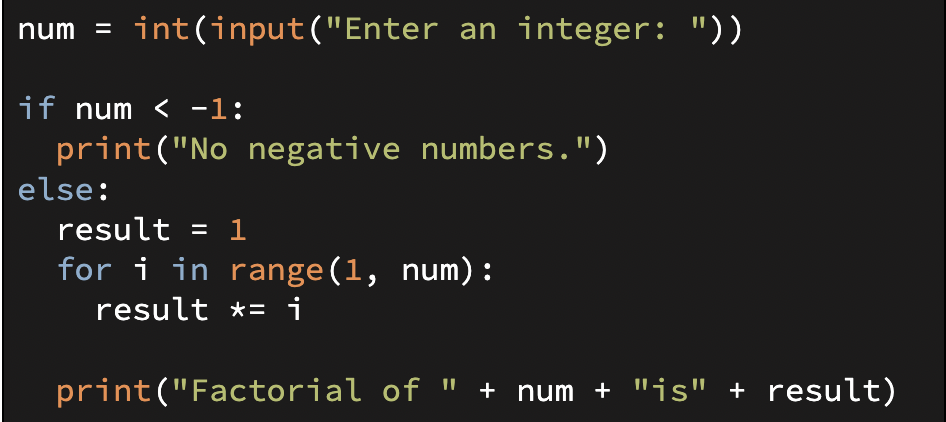 num = int(input("Enter an integer: "))
if num < -1:
  print("No negative numbers.")
else:
  result = 1
  for i in range(1, num):
    result *= i
  print("Factorial of " + num + "is" + result)